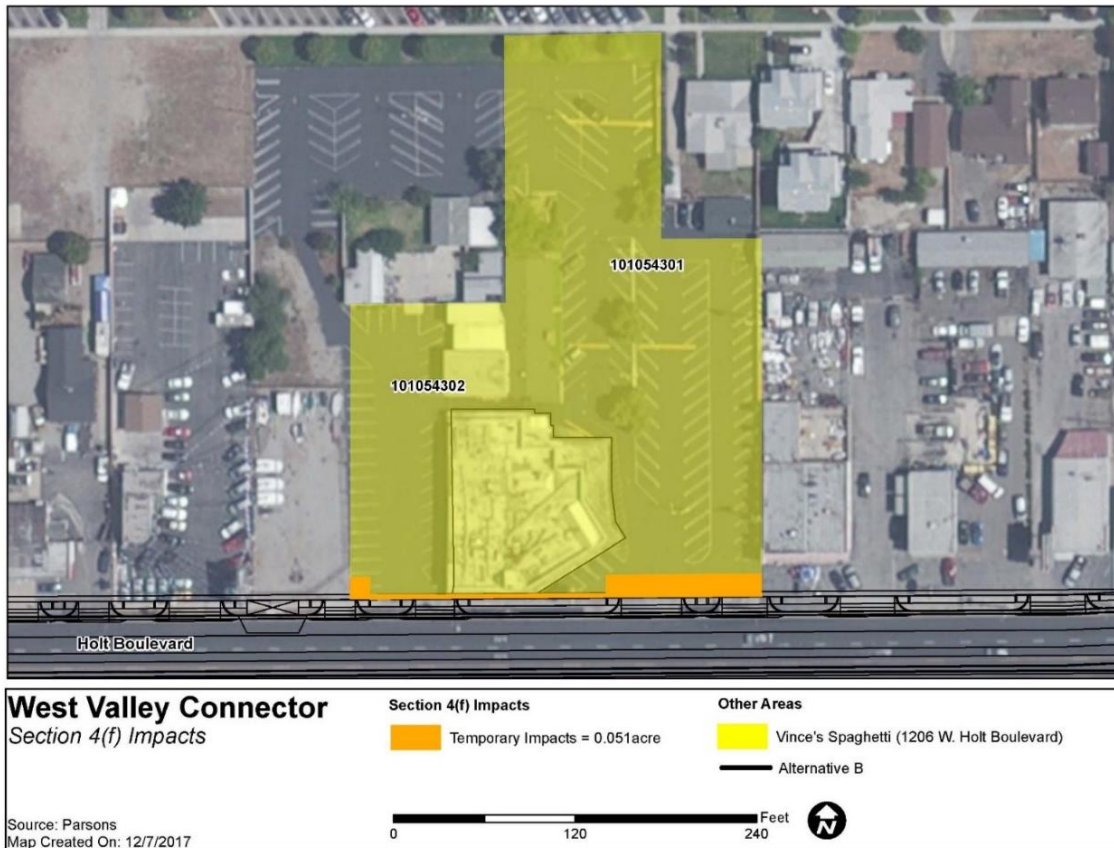 101054301
101054302
Holt Boulevard
West Valley Connector
Section 4(f) Impacts
Section 4(f) Impacts
Temporary Impacts = 0.051acre
Other Areas
Vince's Spaghetti (1206 W. Holt Boulevard)
Alternative B
Source: Parsons
Map Created On: 12/7/2017
0 120 240
Feet
N